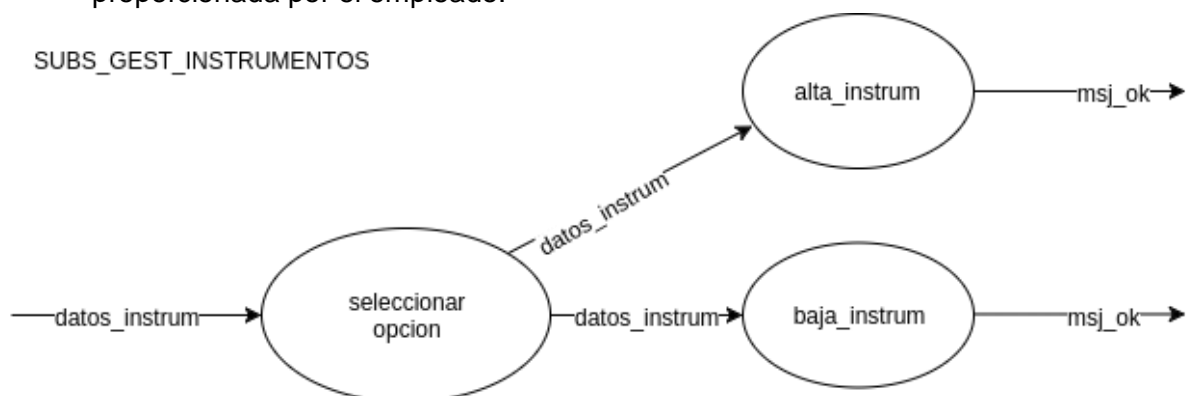 proporcionada por el empleado.
SUBS_GEST_INSTRUMENTOS
alta_instrum
msj_ok
datos_instrum
datos_instrum
seleccionar
opcion
datos_instrum
baja_instrum
msj_ok